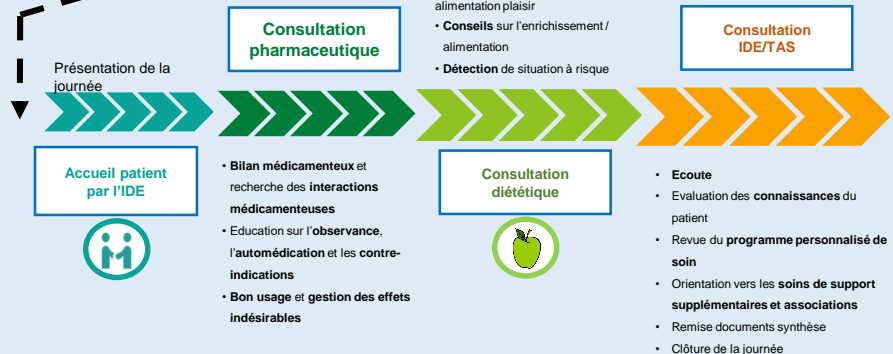 Présentation de la
journée
Accueil patient
par l’IDE
Consultation
pharmaceutique
• Bilan médicamenteux et
recherche des interactions
médicamenteuses
• Education sur l’observance,
l’automédication et les contre-
indications
• Bon usage et gestion des effets
indésirables
alimentation plaisir
• Conseils sur l’enrichissement /
alimentation
• Détection de situation à risque
Consultation
diététique
Consultation
IDE/TAS
• Ecoute
• Evaluation des connaissances du
patient
• Revue du programme personnalisé de
soin
• Orientation vers les soins de support
supplémentaires et associations
• Remise documents synthèse
• Clôture de la journée